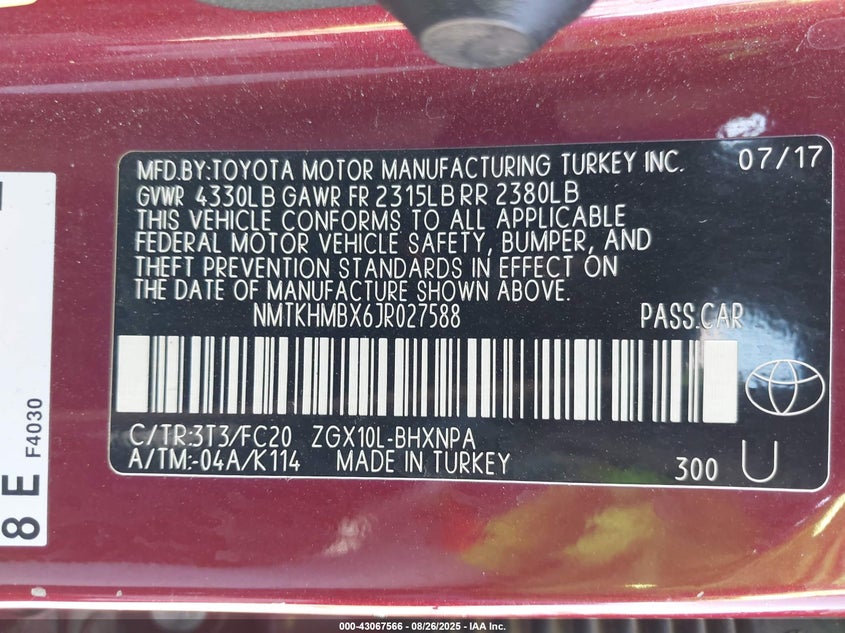 MFD.BY:TOYOTA MOTOR MANUFACTURING TURKEY INC. 07/17
GVWR 4330LB GAWR FR 2315LB RR 2380LB
THIS VEHICLE CONFORMS TO ALL APPLICABLE
FEDERAL MOTOR VEHICLE SAFETY, BUMPER, AND
THEFT PREVENTION STANDARDS IN EFFECT ON
THE DATE OF MANUFACTURE SHOWN ABOVE.
NMTKHMBX6JR027588 PASS.CAR
C/TR:3T3/FC20 ZGX10L-BHXNPA
A/TM:-04A/K114 MADE IN TURKEY 300 U
8 E F4030
000-43067566 - 08/26/2025 - IAA Inc.